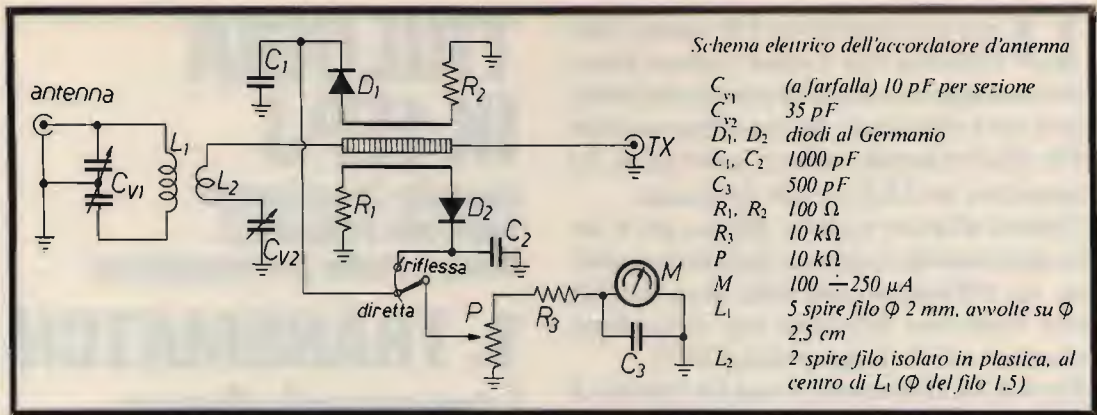 Schema elettrico dell'accordatore d'antenna
Cv1 (a farfalla) 10 pF per sezione
Cv2 35 pF
D1, D2 diodi al Germanio
C1, C2 1000 pF
C3 500 pF
R1, R2 100 Ω
R3 10 kΩ
P 10 kΩ
M 100 ÷ 250 μA
L1 5 spire filo Φ 2 mm, avvolte su Φ
2,5 cm
L2 2 spire filo isolato in plastica, al
centro di L1 (Φ del filo 1.5)
antenna
C1
D1
R2
L1
CV1
L2
CV2
TX
R1
D2
C2
riflessa
diretta
P
R3
M
C3